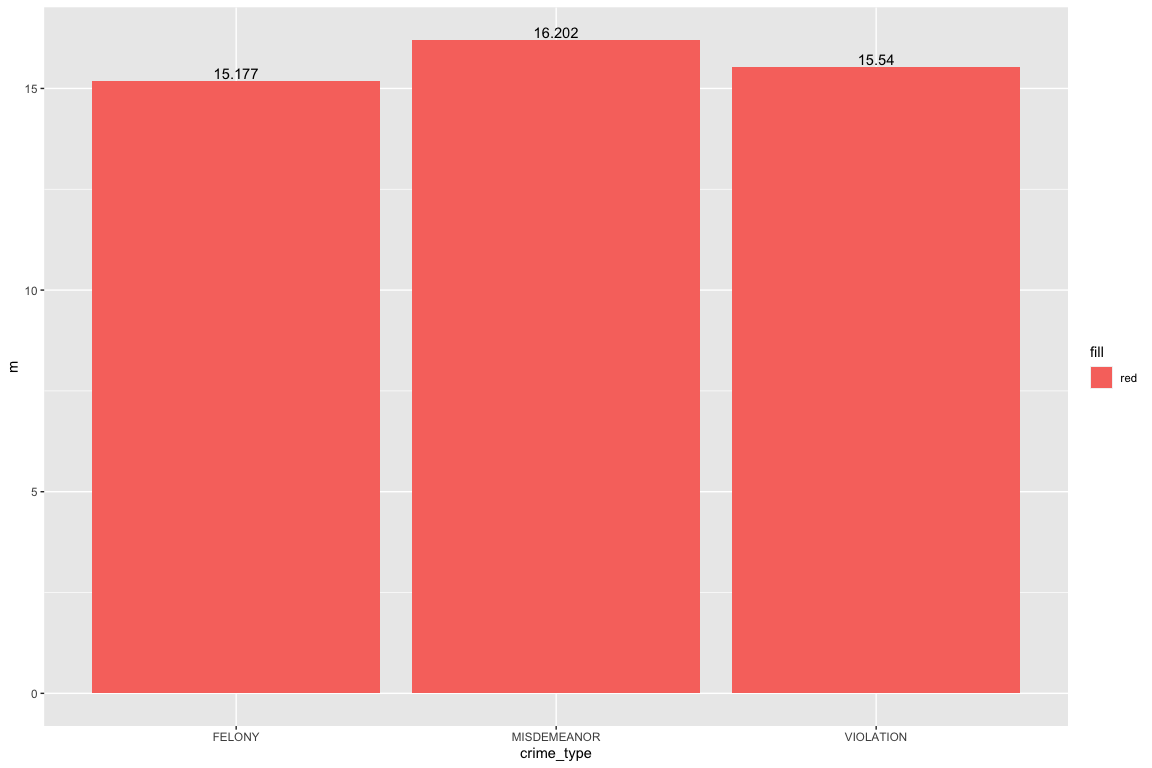 16.202
15.54
15.177
15
10
5
0
m
FELONY
MISDEMEANOR
VIOLATION
crime_type
fill
red